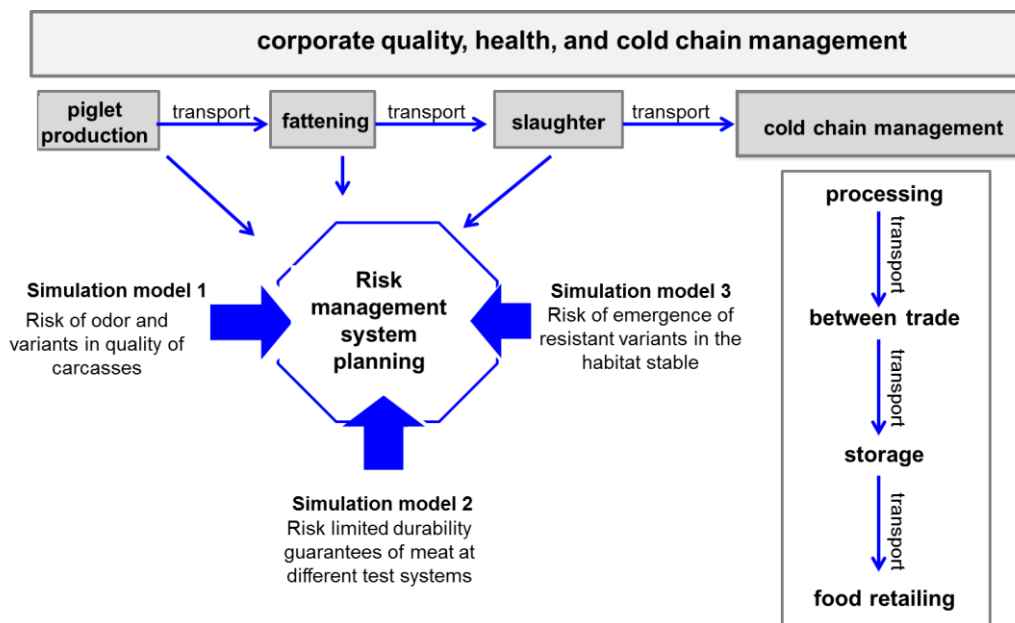 corporate quality, health, and cold chain management
piglet
production
transport
fattening
transport
slaughter
transport
cold chain management
processing
transport
between trade
transport
storage
transport
food retailing
Risk
management
system
planning
Simulation model 1
Risk of odor and
variants in quality of
carcasses
Simulation model 3
Risk of emergence of
resistant variants in the
habitat stable
Simulation model 2
Risk limited durability
guarantees of meat at
different test systems